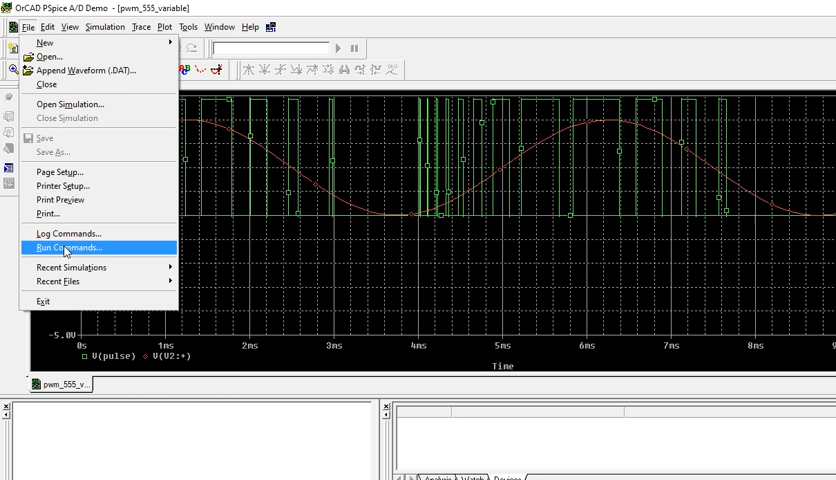 OrCAD PSpice A/D Demo - [pwm_555_variable]
File Edit View Simulation Trace Plot Tools Window Help
New
Open...
Append Waveform (.DAT)...
Close
Open Simulation...
Close Simulation
Save
Save As...
Page Setup...
Printer Setup...
Print Preview
Print...
Log Commands...
Run Commands...
Recent Simulations
Recent Files
Exit
-5.0V
0s 1ms 2ms 3ms 4ms 5ms 6ms 7ms 8ms
V(pulse) V(V2:+)
Time
pwm_555_v...
Analysis Watch Devices